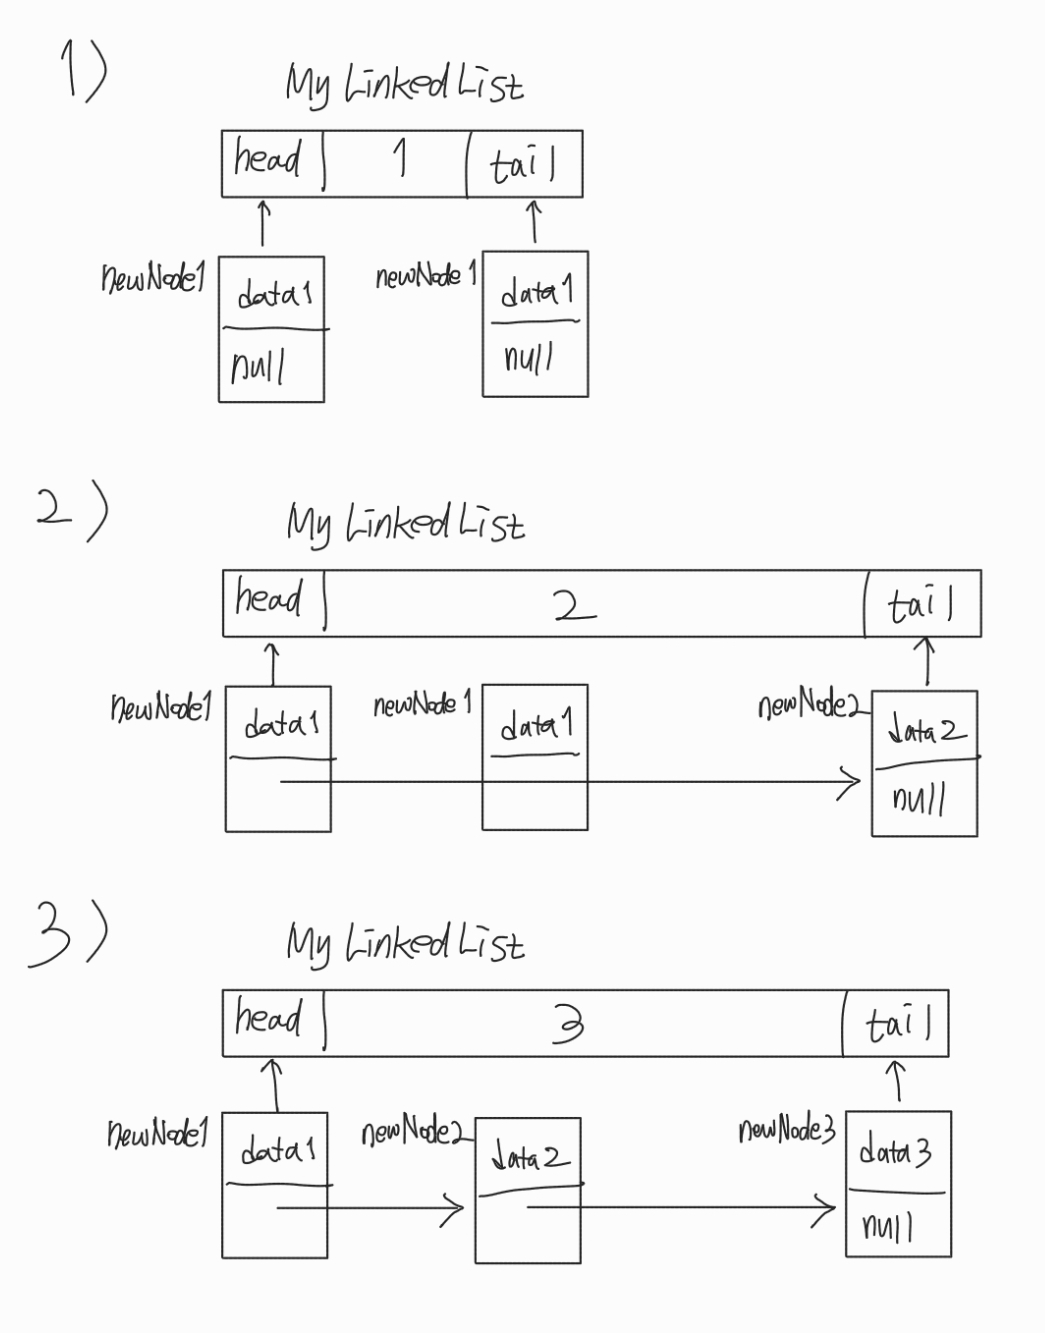 1)
My Linked List
head 1 tail
newNode1 data1 newNode1 data1
null null
2)
My Linked List
head 2 tail
newNode1 data1 newNode1 data1 newNode2 data2
null
3)
My Linked List
head 3 tail
newNode1 data1 newNode2 data2 newNode3 data3
null